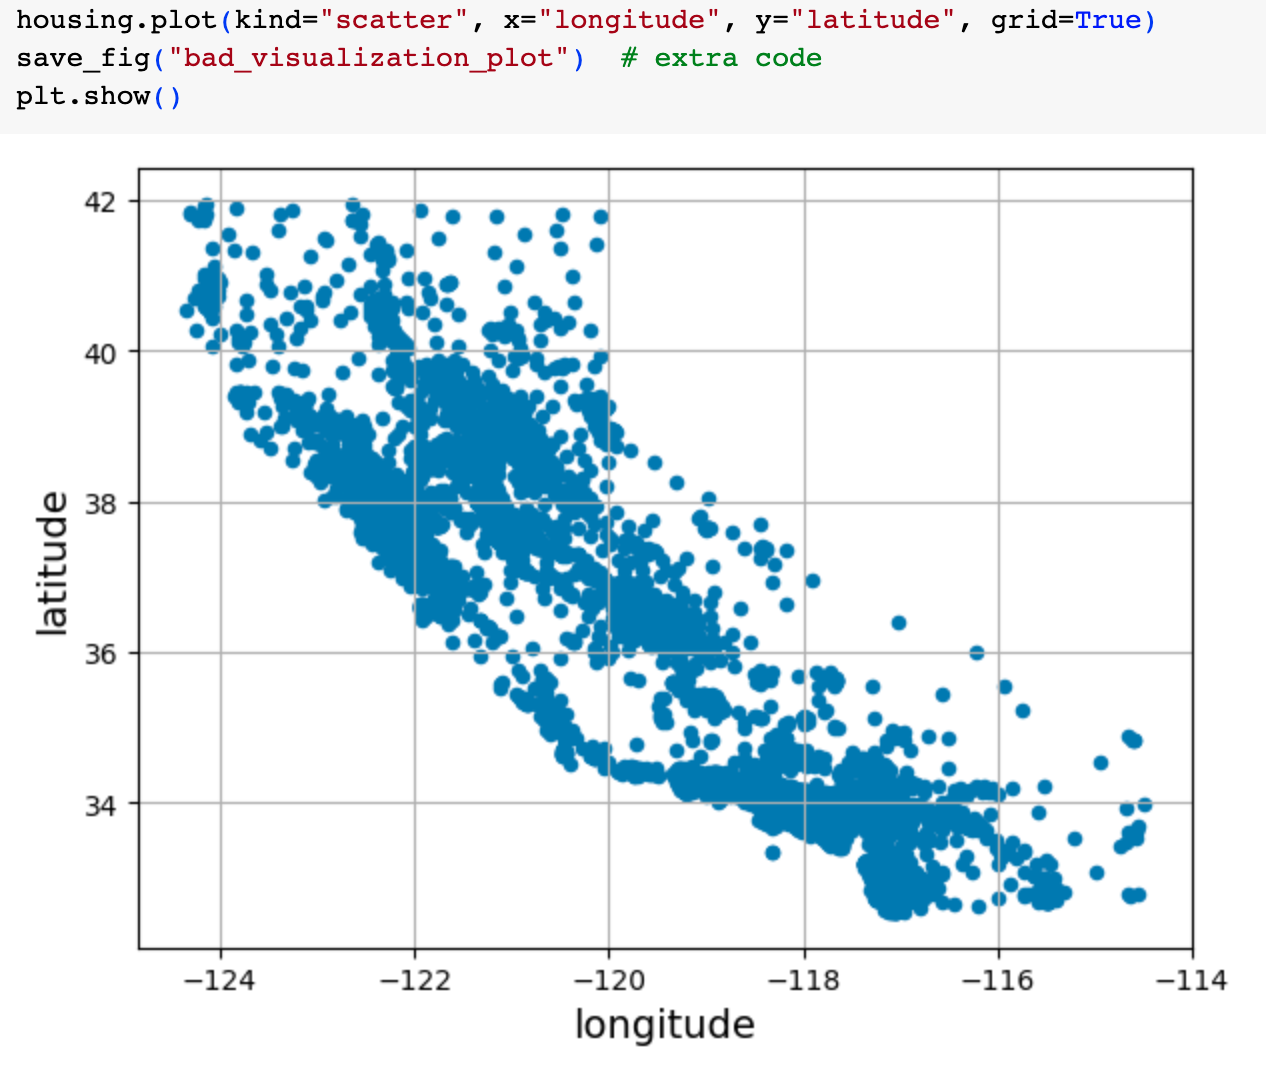 housing.plot(kind="scatter", x="longitude", y="latitude", grid=True)
save_fig("bad_visualization_plot")  # extra code
plt.show()
42
40
38
36
34
latitude
−124
−122
−120
−118
−116
−114
longitude